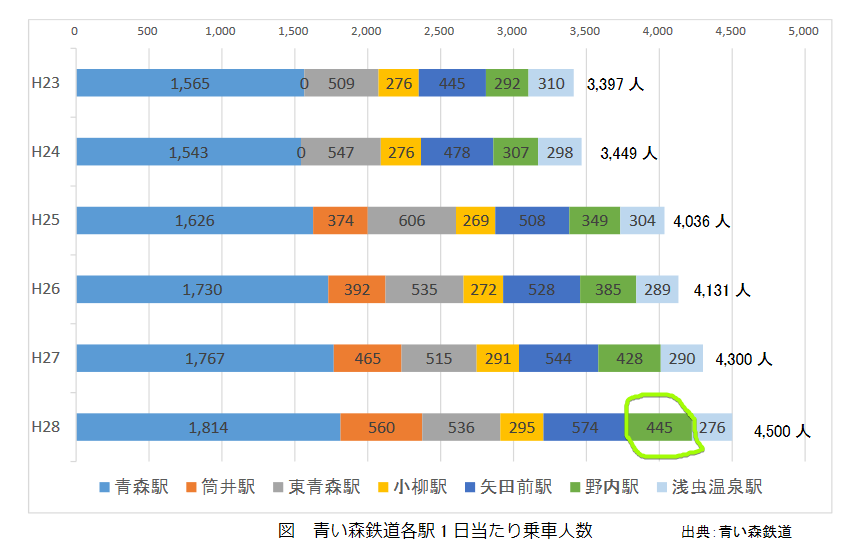 0 500 1,000 1,500 2,000 2,500 3,000 3,500 4,000 4,500 5,000
H23 1,565 0 509 276 445 292 310 3,397 人
H24 1,543 0 547 276 478 307 298 3,449 人
H25 1,626 374 606 269 508 349 304 4,036 人
H26 1,730 392 535 272 528 385 289 4,131 人
H27 1,767 465 515 291 544 428 290 4,300 人
H28 1,814 560 536 295 574 445 276 4,500 人
青森駅 筒井駅 東青森駅 小柳駅 矢田前駅 野内駅 浅虫温泉駅
図 青い森鉄道各駅1日当たり乗車人数 出典:青い森鉄道